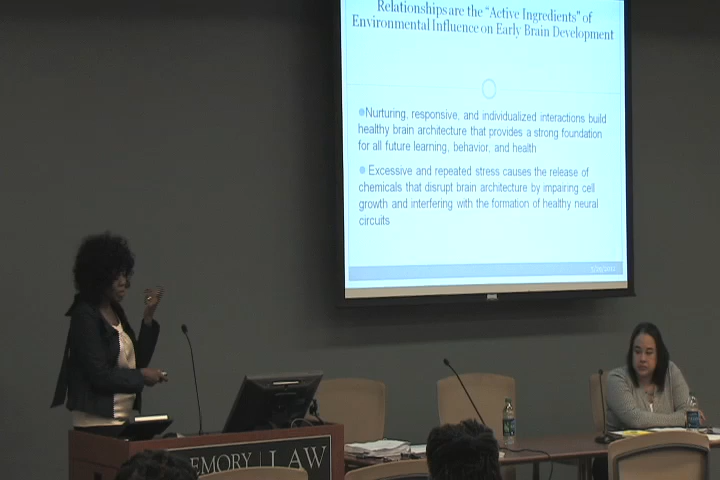 Relationships are the “Active Ingredients” of
Environmental Influence on Early Brain Development
Nurturing, responsive, and individualized interactions build
healthy brain architecture that provides a strong foundation
for all future learning, behavior, and health
Excessive and repeated stress causes the release of
chemicals that disrupt brain architecture by impairing cell
growth and interfering with the formation of healthy neural
circuits
EMORY | LAW